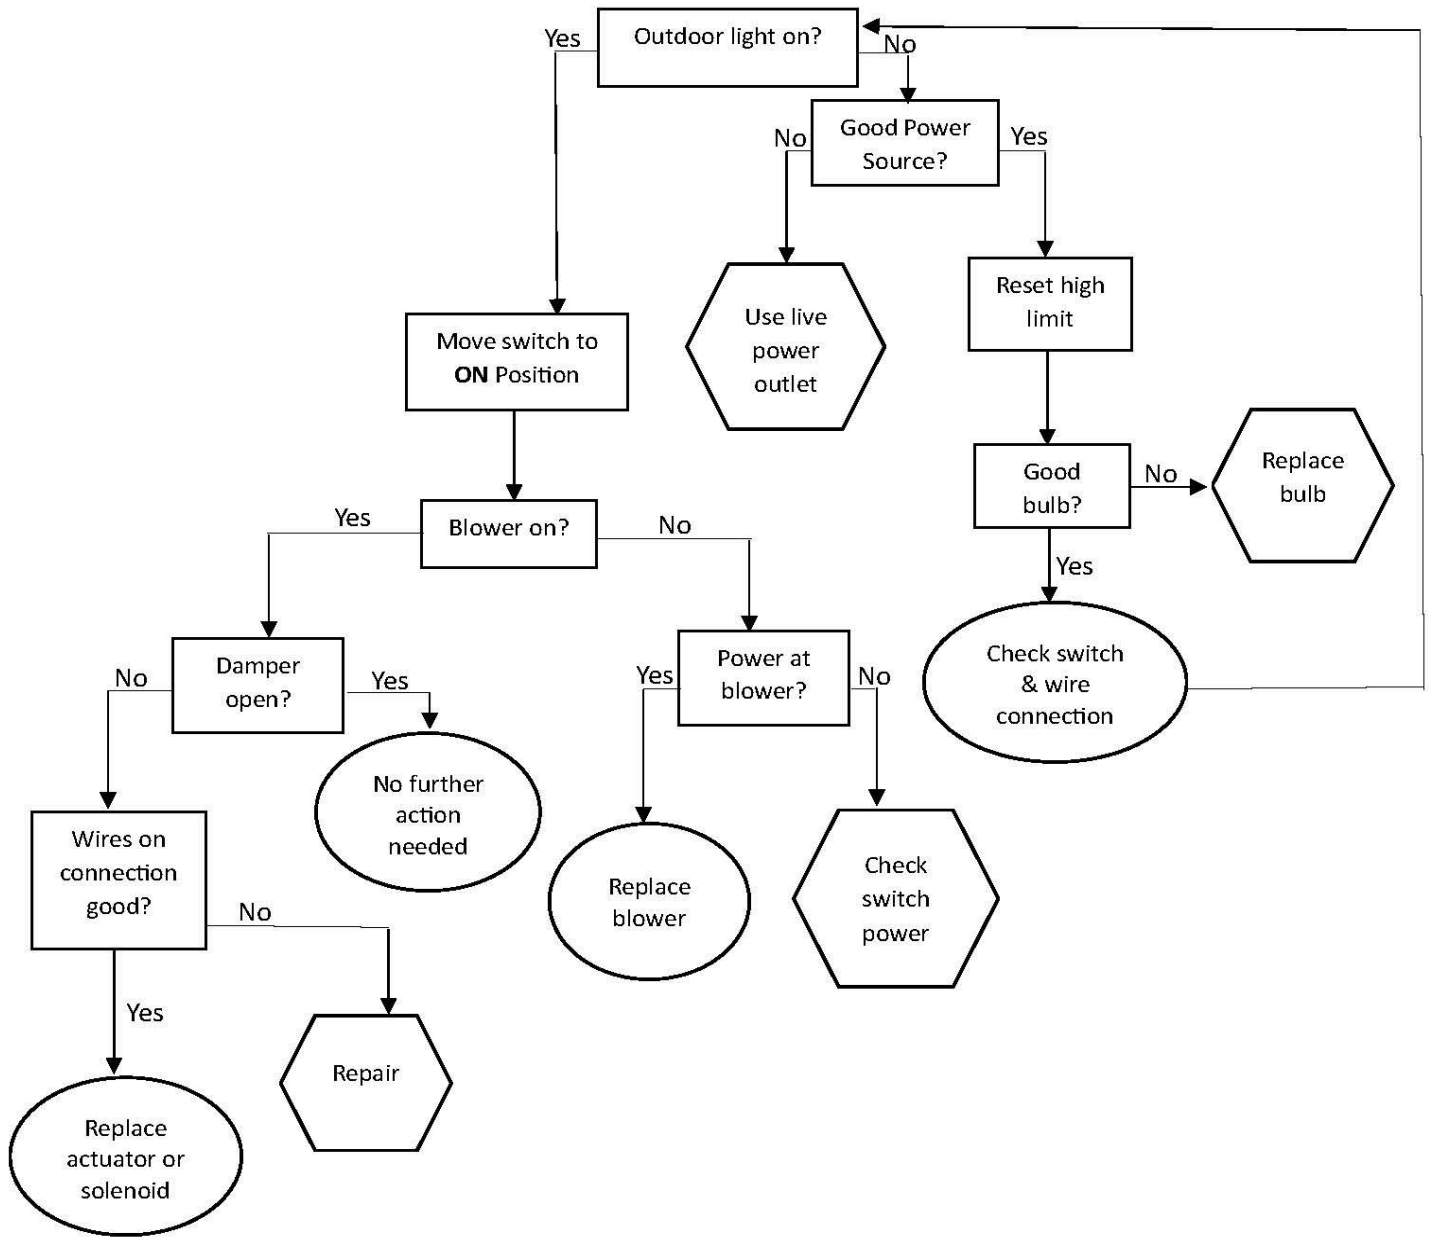 Outdoor light on?
Yes
No
Good Power
Source?
No
Yes
Use live
power
outlet
Reset high
limit
Move switch to
ON Position
Good
bulb?
No
Replace
bulb
Yes
Check switch
& wire
connection
Blower on?
Yes
No
Damper
open?
No
Yes
Power at
blower?
Yes
No
No further
action
needed
Wires on
connection
good?
No
Yes
Replace
blower
Check
switch
power
Repair
Replace
actuator or
solenoid